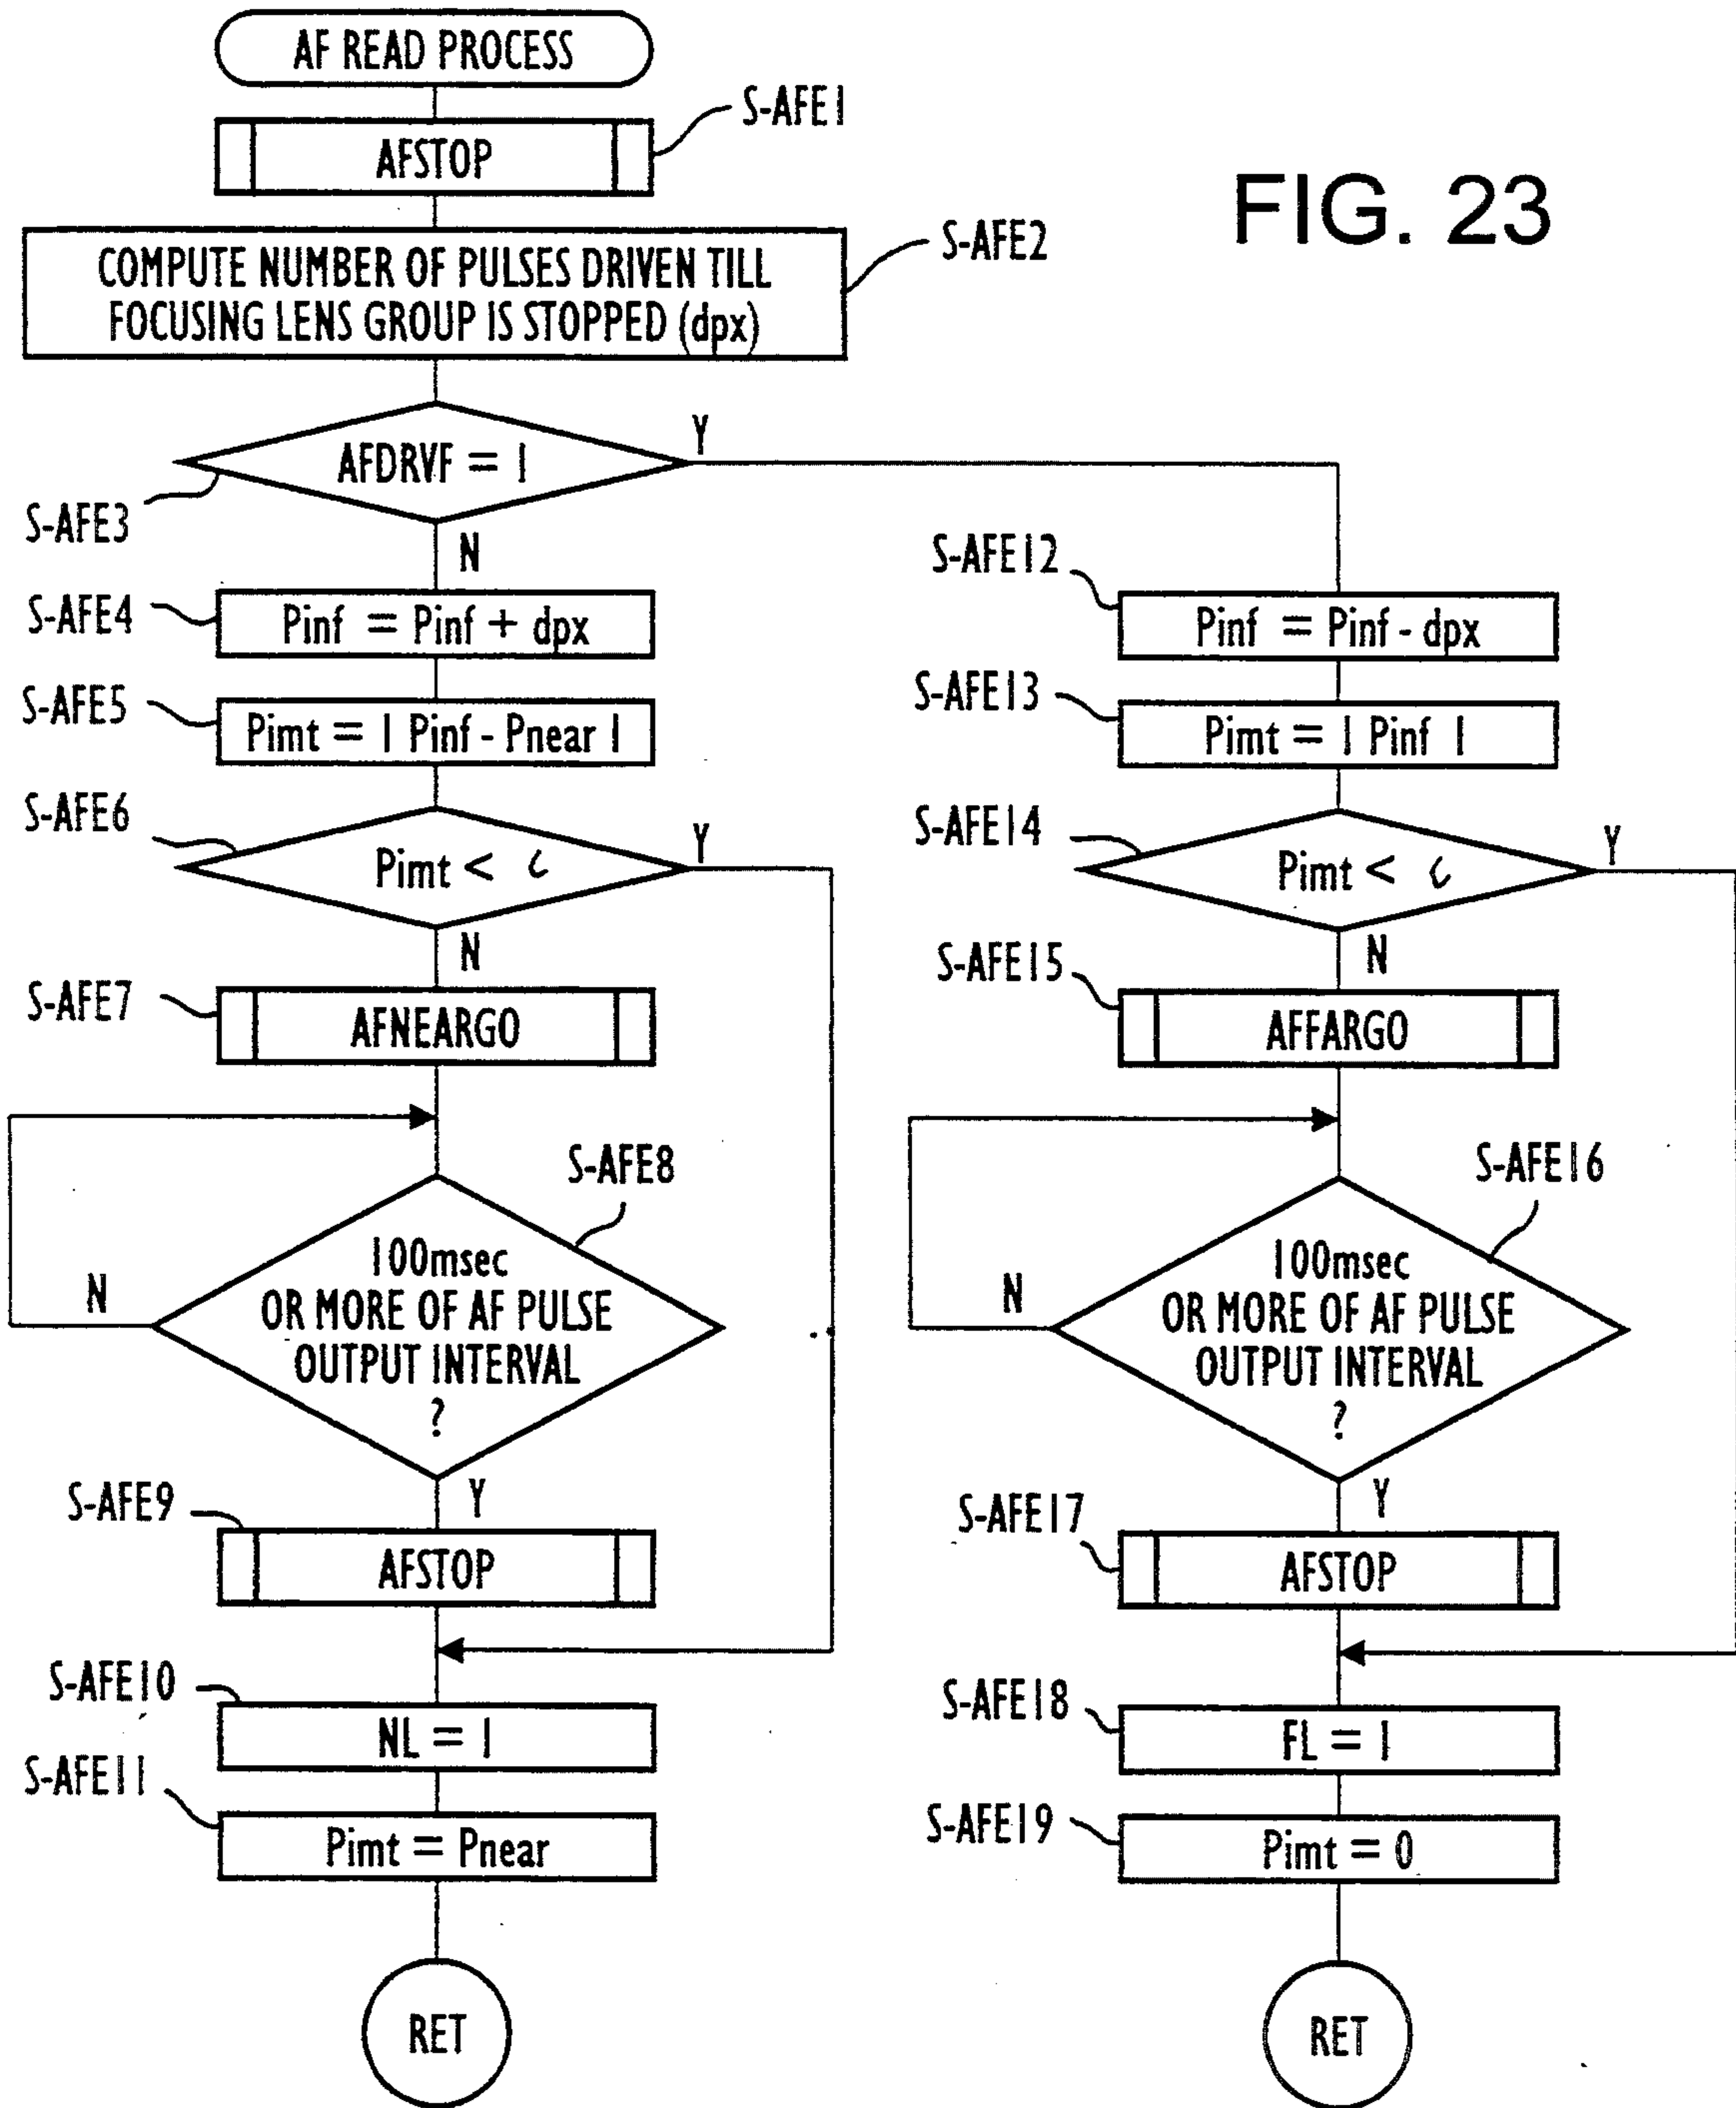 AF READ PROCESS
S-AFE1
AFSTOP
FIG. 23
S-AFE2
COMPUTE NUMBER OF PULSES DRIVEN TILL
FOCUSING LENS GROUP IS STOPPED (dpx)
S-AFE3
AFDRVF = 1
Y
N
S-AFE4
Pinf = Pinf + dpx
S-AFE5
Pimt = | Pinf - Pnear |
S-AFE6
Pimt <
Y
N
S-AFE7
AFNEARGO
S-AFE8
100msec
OR MORE OF AF PULSE
OUTPUT INTERVAL
?
N
Y
S-AFE9
AFSTOP
S-AFE10
NL = 1
S-AFE11
Pimt = Pnear
RET
S-AFE12
Pinf = Pinf - dpx
S-AFE13
Pimt = | Pinf |
S-AFE14
Pimt <
Y
N
S-AFE15
AFFARGO
S-AFE16
100msec
OR MORE OF AF PULSE
OUTPUT INTERVAL
?
N
Y
S-AFE17
AFSTOP
S-AFE18
FL = 1
S-AFE19
Pimt = 0
RET